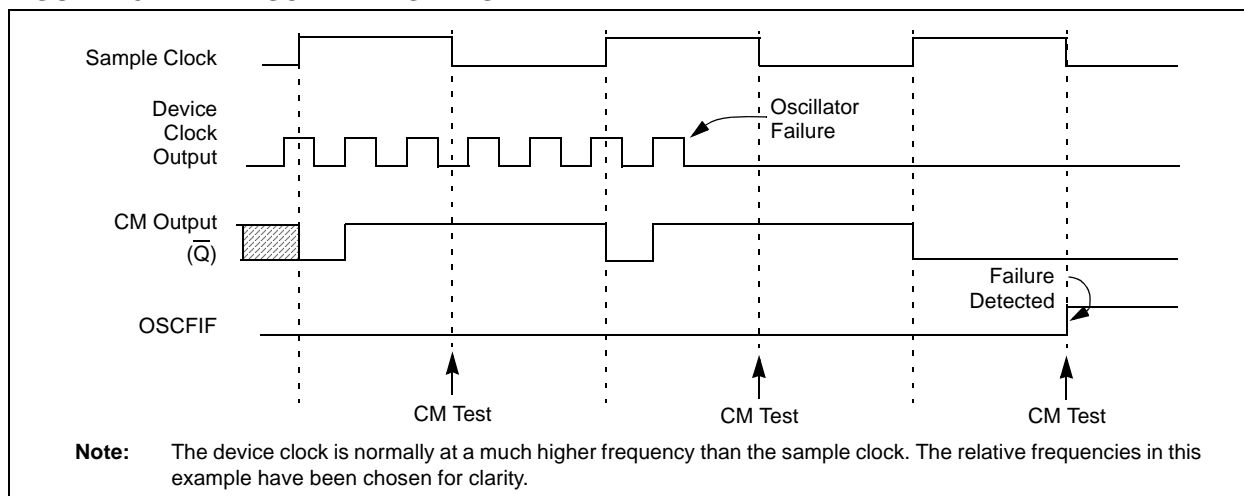 Sample Clock
Device
Clock
Output
Oscillator
Failure
CM Output
(Q̅)
Failure
Detected
OSCFIF
CM Test
CM Test
CM Test
Note: The device clock is normally at a much higher frequency than the sample clock. The relative frequencies in this
example have been chosen for clarity.